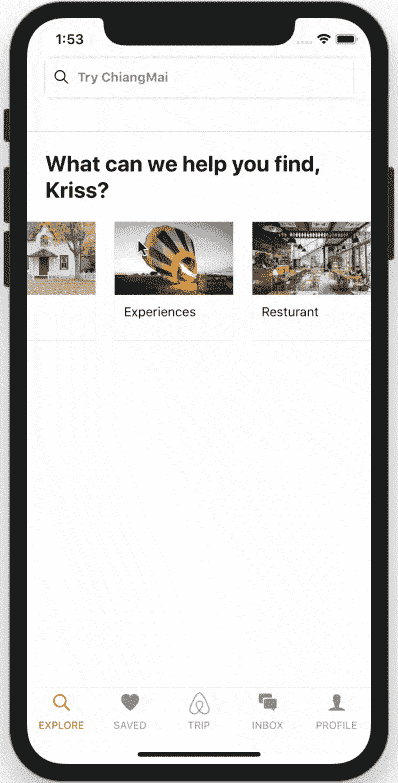 1:53
Try ChiangMai
What can we help you find,
Kriss?
Experiences
Resturant
EXPLORE
SAVED
TRIP
INBOX
PROFILE